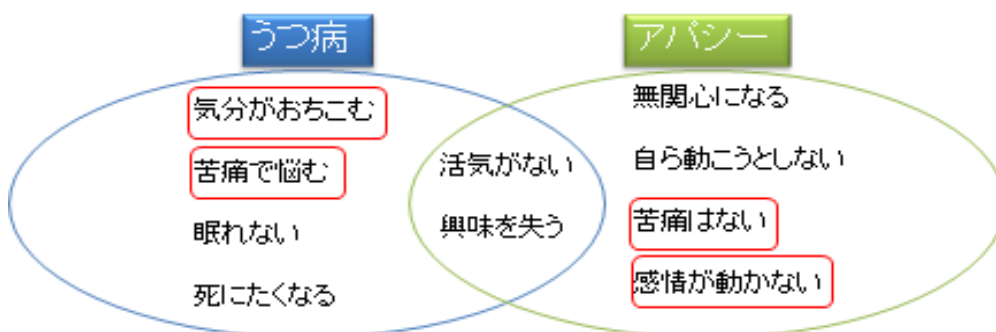 うつ病
アパシー
気分がおちこむ
苦痛で悩む
眠れない
死にたくなる
活気がない
興味を失う
無関心になる
自ら動こうとしない
苦痛はない
感情が動かない